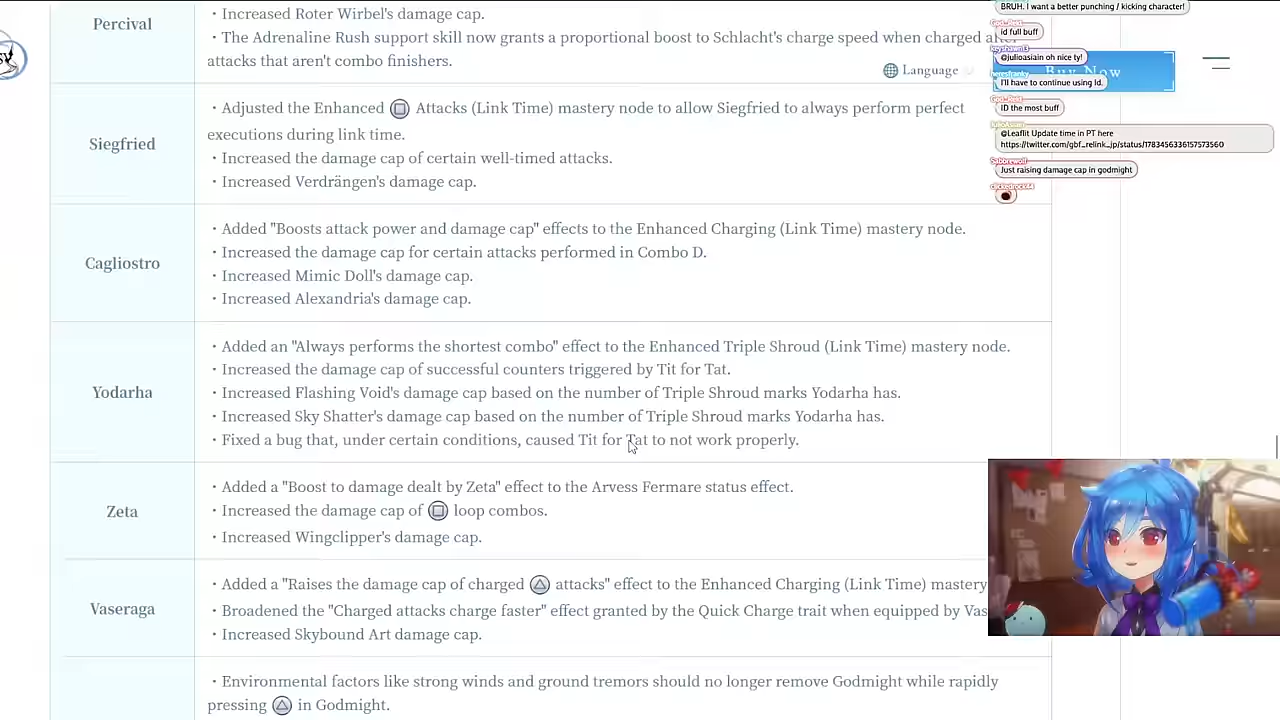 Percival
・Increased Roter Wirbel's damage cap.
・The Adrenaline Rush support skill now grants a proportional boost to Schlacht's charge speed when charged after
attacks that aren't combo finishers.
Language
Buy Now
Siegfried
・Adjusted the Enhanced Attacks (Link Time) mastery node to allow Siegfried to always perform perfect
executions during link time.
・Increased the damage cap of certain well-timed attacks.
・Increased Verdrängen's damage cap.
Cagliostro
・Added "Boosts attack power and damage cap" effects to the Enhanced Charging (Link Time) mastery node.
・Increased the damage cap for certain attacks performed in Combo D.
・Increased Mimic Doll's damage cap.
・Increased Alexandria's damage cap.
Yodarha
・Added an "Always performs the shortest combo" effect to the Enhanced Triple Shroud (Link Time) mastery node.
・Increased the damage cap of successful counters triggered by Tit for Tat.
・Increased Flashing Void's damage cap based on the number of Triple Shroud marks Yodarha has.
・Increased Sky Shatter's damage cap based on the number of Triple Shroud marks Yodarha has.
・Fixed a bug that, under certain conditions, caused Tit for Tat to not work properly.
Zeta
・Added a "Boost to damage dealt by Zeta" effect to the Arvess Fermare status effect.
・Increased the damage cap of loop combos.
・Increased Wingclipper's damage cap.
Vaseraga
・Added a "Raises the damage cap of charged attacks" effect to the Enhanced Charging (Link Time) mastery
・Broadened the "Charged attacks charge faster" effect granted by the Quick Charge trait when equipped by Vas
・Increased Skybound Art damage cap.
・Environmental factors like strong winds and ground tremors should no longer remove Godmight while rapidly
pressing in Godmight.
BRUH. I want a better punching / kicking character!
id full buff
@julioasian oh nice ty!
I'll have to continue using Id.
ID the most buff
@Leaflit Update time in PT here
https://twitter.com/gbf_relink_jp/status/1783456336157573560
Sabbrewolf
Just raising damage cap in godmight